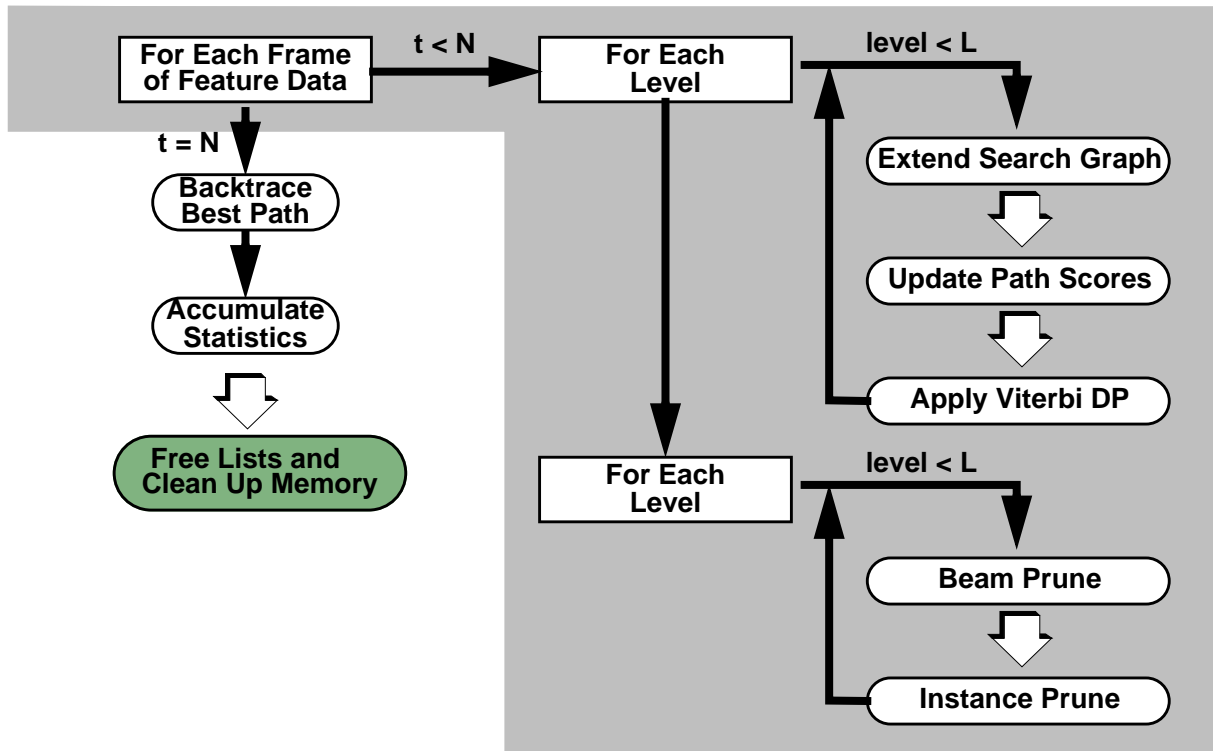 For Each Frame
of Feature Data
t < N
For Each
Level
level < L
t = N
Backtrace
Best Path
Accumulate
Statistics
Free Lists and
Clean Up Memory
Extend Search Graph
Update Path Scores
Apply Viterbi DP
For Each
Level
level < L
Beam Prune
Instance Prune